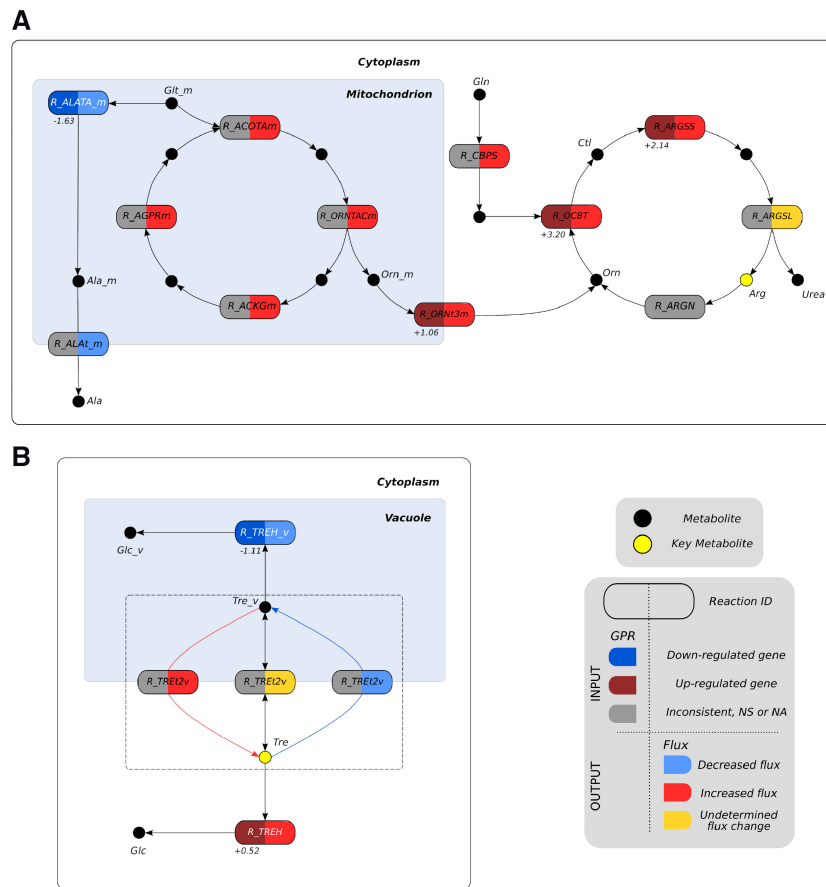 A
Cytoplasm
Mitochondrion
Glt_m
R_ALATA_m
-1.63
R_ACOTAm
R_AGPRm
R_ORNTACm
R_ACKGm
Orn_m
Ala_m
R_ALAt_m
Ala
R_ORNt3m
+1.06
Gln
R_CBPS
R_OCBT
+3.20
Ctl
R_ARGSS
+2.14
R_ARGSL
Orn
Arg
Urea
R_ARGN
B
Cytoplasm
Vacuole
R_TREH_v
-1.11
Glc_v
Tre_v
R_TREt2v
R_TREt2v
R_TREt2v
Tre
R_TREH
+0.52
Glc
Metabolite
Key Metabolite
Reaction ID
GPR
INPUT
Down-regulated gene
Up-regulated gene
Inconsistent, NS or NA
OUTPUT
Flux
Decreased flux
Increased flux
Undetermined
flux change